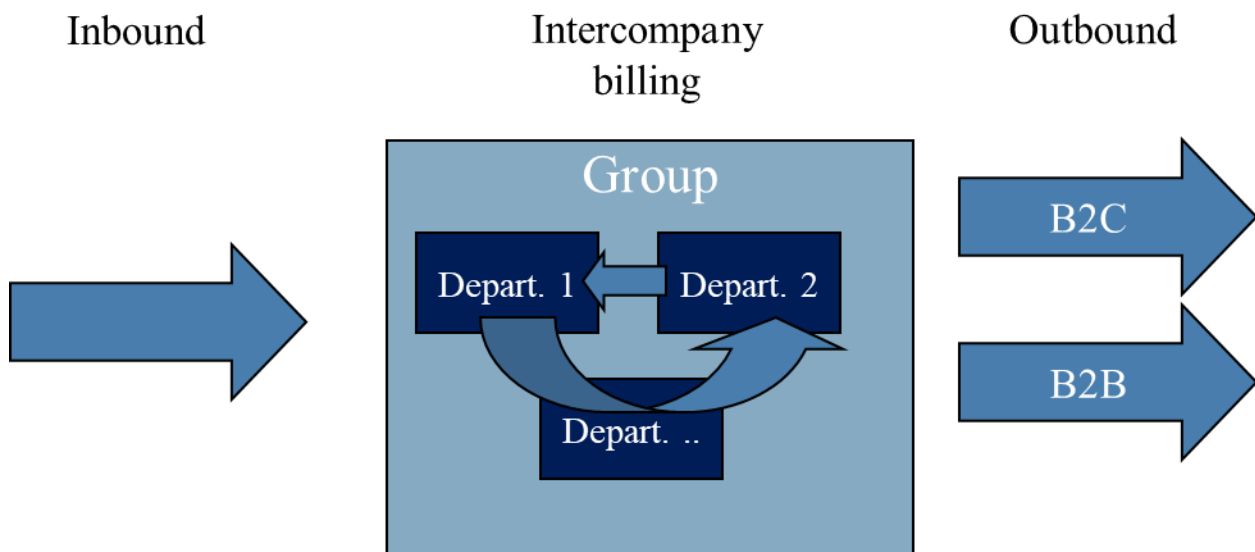 Inbound
Intercompany
billing
Outbound
Group
Depart. 1
Depart. 2
Depart. ..
B2C
B2B